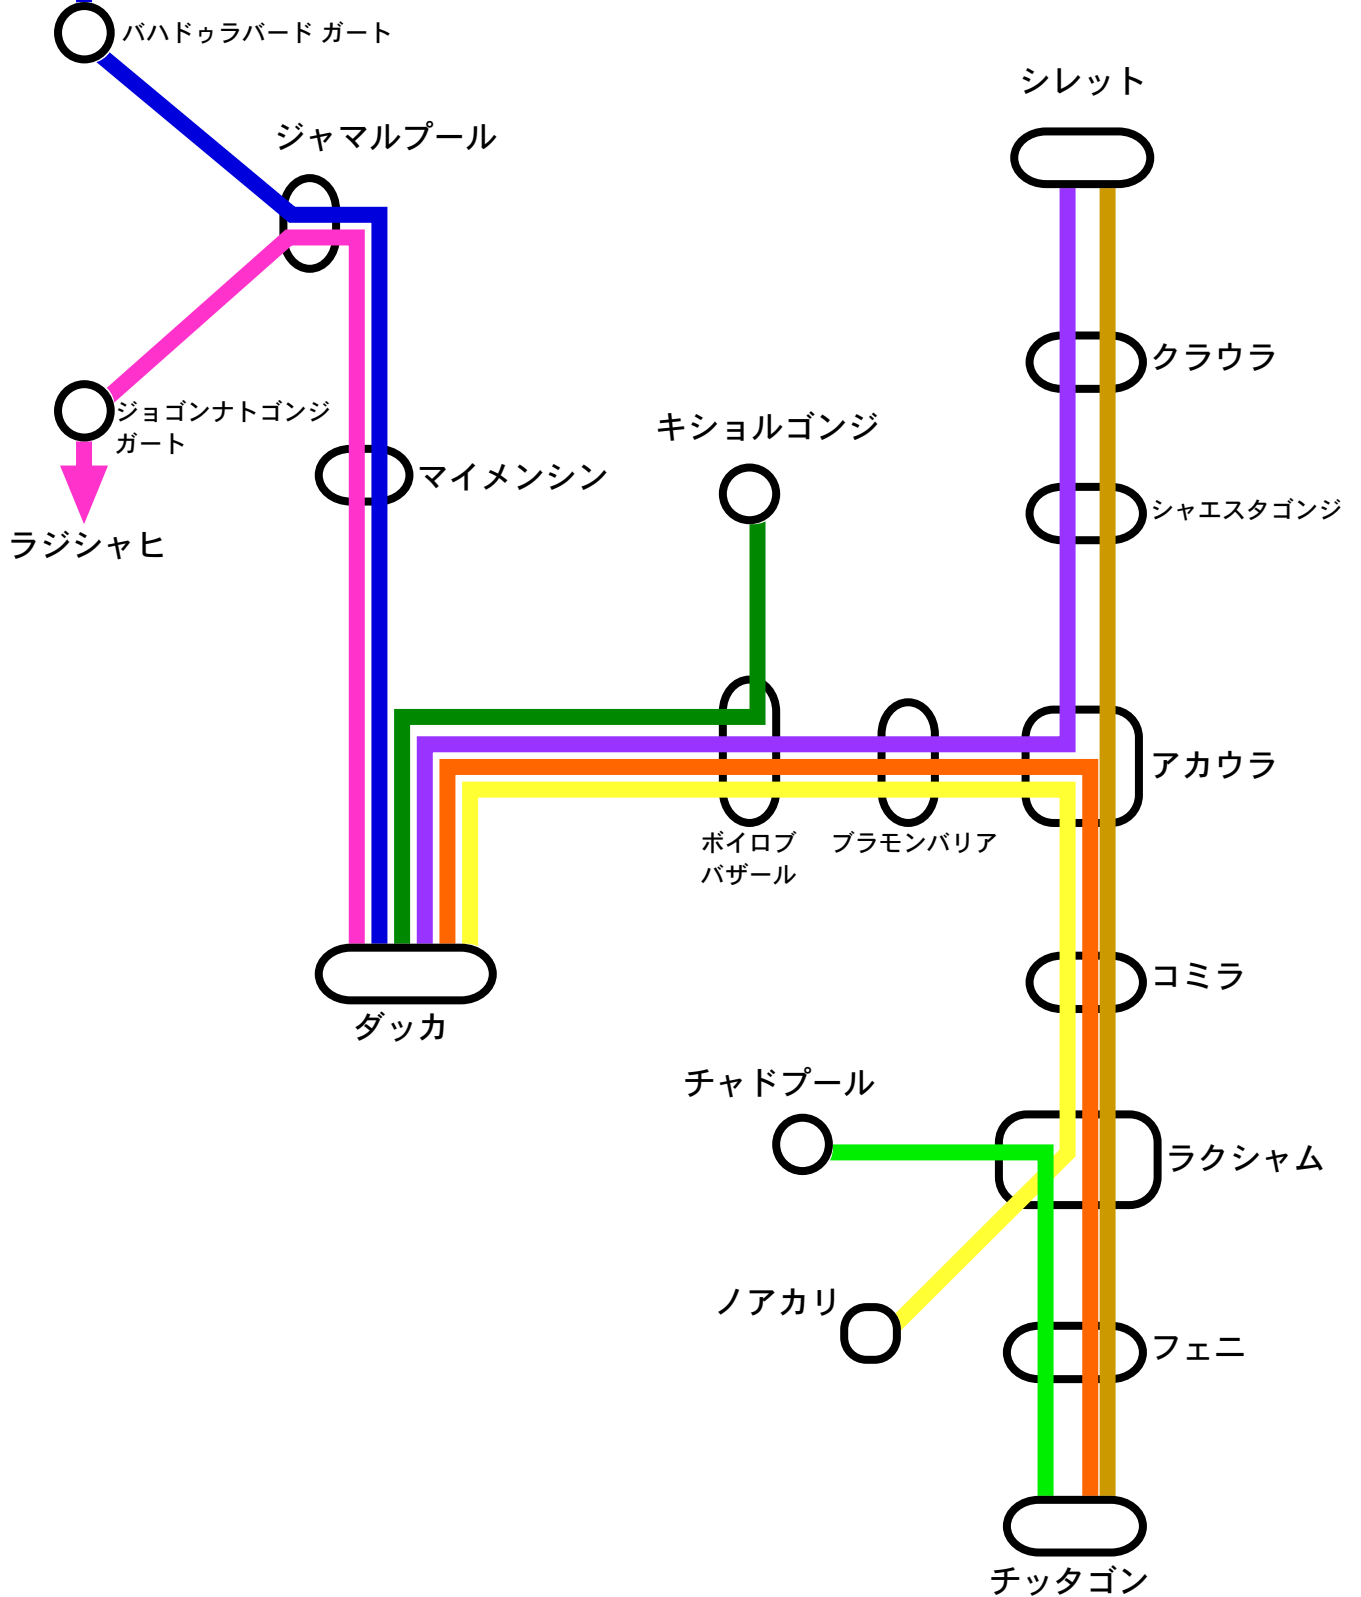 バハドゥラバード ガート
シレット
ジャマルプール
クラウラ
ジョゴンナトゴンジ
ガート
キショルゴンジ
マイメンシン
シャエスタゴンジ
ラジシャヒ
アカウラ
ボイロブ
バザール
ブラモンバリア
コミラ
ダッカ
チャドプール
ラクシャム
ノアカリ
フェニ
チッタゴン